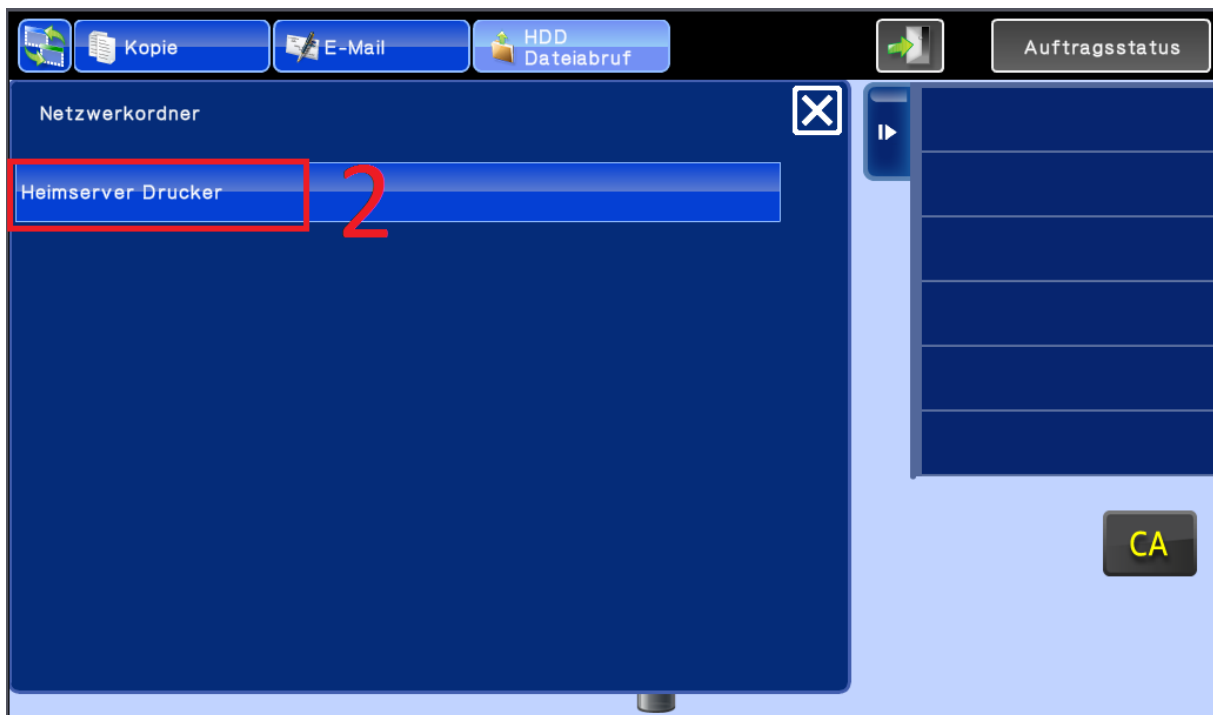 Kopie
E-Mail
HDD
Dateiabruf
Auftragsstatus
Netzwerkordner
Heimserver Drucker
2
CA